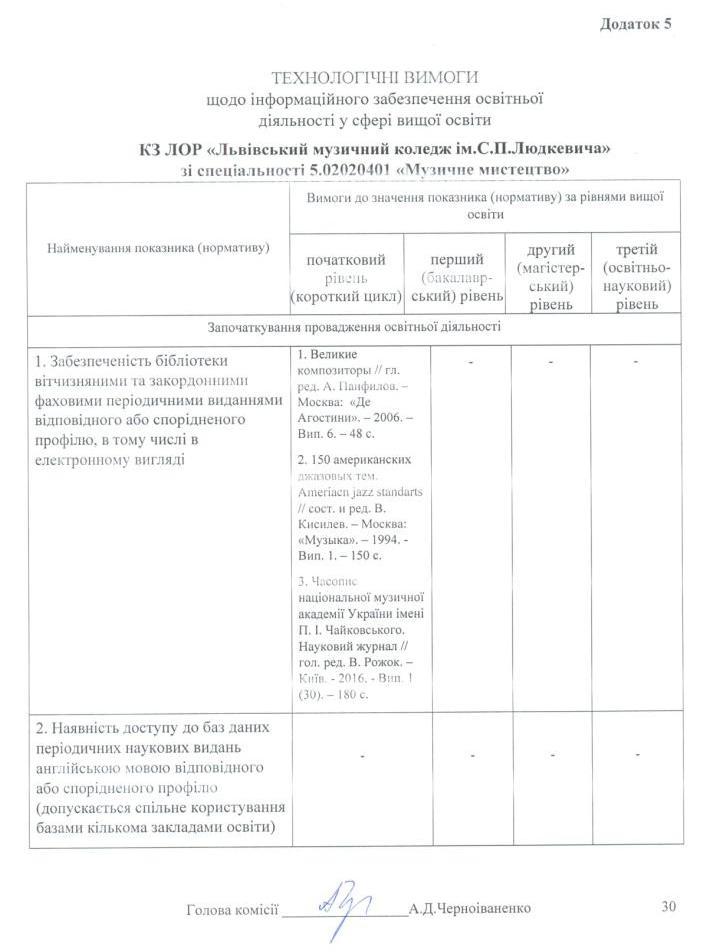 Додаток 5
ТЕХНОЛОГІЧНІ ВИМОГИ
щодо інформаційного забезпечення освітньої
діяльності у сфері вищої освіти
КЗ ЛОР «Львівський музичний коледж ім.С.П.Людкевича»
зі спеціальності 5.02020401 «Музичне мистецтво»
Найменування показника (нормативу)
Вимоги до значення показника (нормативу) за рівнями вищої
освіти
початковий
рівень
(короткий цикл)
перший
(бакалавр-
ський) рівень
другий
(магістер-
ський)
рівень
третій
(освітньо-
науковий)
рівень
Започаткування провадження освітньої діяльності
1. Забезпеченість бібліотеки
вітчизняними та закордонними
фаховими періодичними виданнями
відповідного або спорідненого
профілю, в тому числі в
електронному вигляді
1. Великие
композиторы // гл.
ред. А. Панфилов. –
Москва: «Де
Агостини». – 2006. –
Вип. 6. – 48 с.
2. 150 американских
джазовых тем.
Ameriacn jazz standarts
// сост. и ред. В.
Кисилев. – Москва:
«Музыка». – 1994. -
Вип. 1. – 150 с.
3. Часопис
національної музичної
академії України імені
П. І. Чайковського.
Науковий журнал //
гол. ред. В. Рожок. –
Київ. - 2016. - Вип. 1
(30). – 180 с.
-
-
-
2. Наявність доступу до баз даних
періодичних наукових видань
англійською мовою відповідного
або спорідненого профілю
(допускається спільне користування
базами кількома закладами освіти)
-
-
-
-
Голова комісії ___________________А.Д.Черноіваненко
30